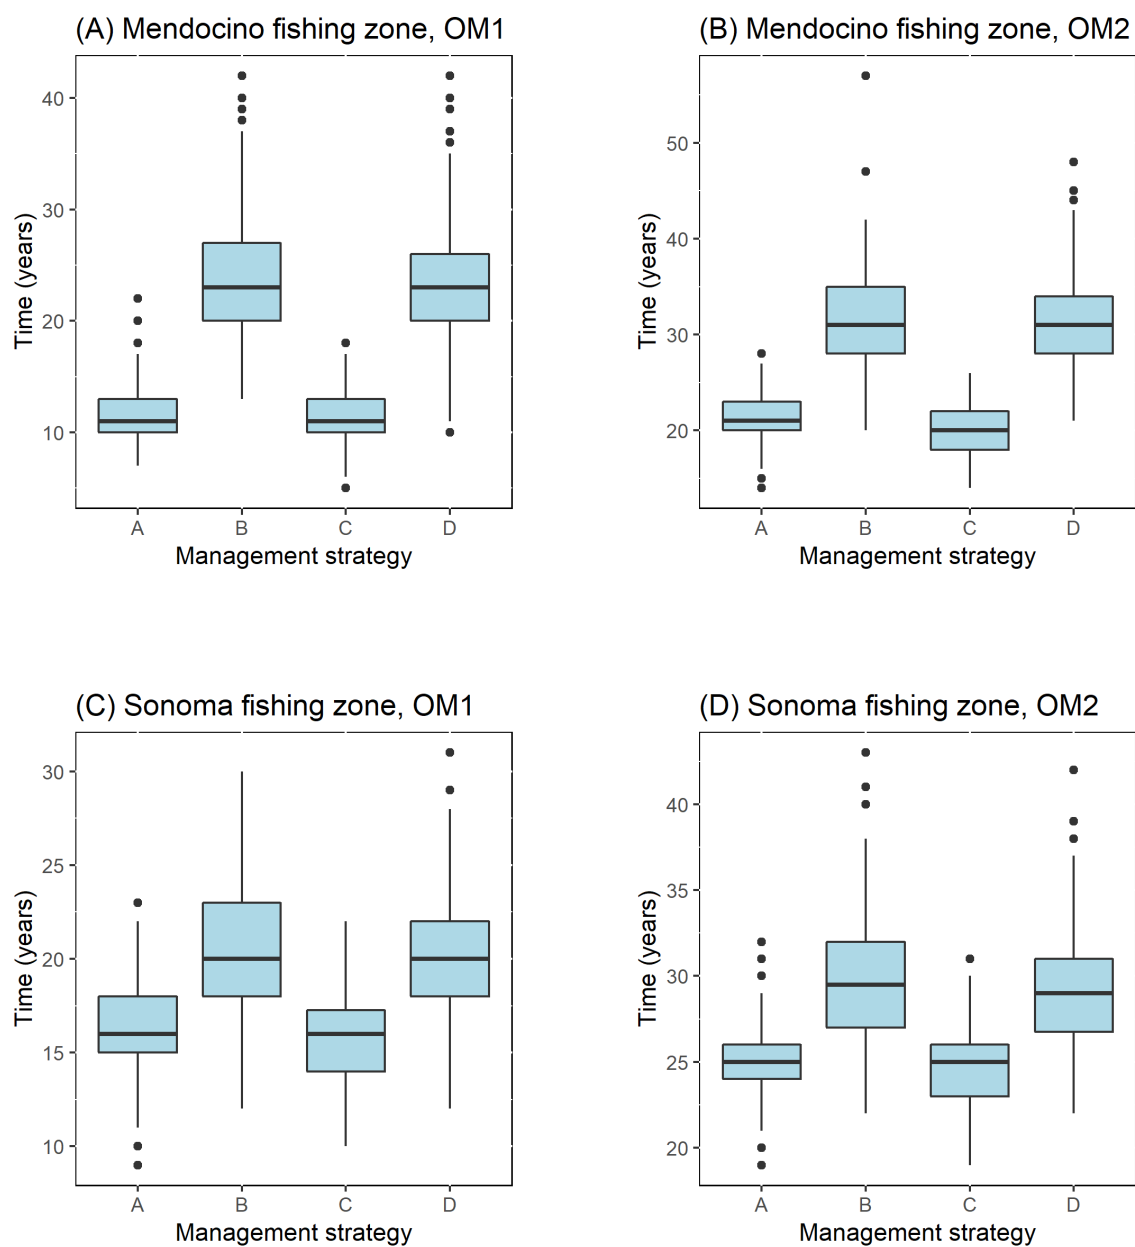 (A) Mendocino fishing zone, OM1
Time (years)
40
30
20
10
A B C D
Management strategy
(B) Mendocino fishing zone, OM2
Time (years)
50
40
30
20
A B C D
Management strategy
(C) Sonoma fishing zone, OM1
Time (years)
30
25
20
15
10
A B C D
Management strategy
(D) Sonoma fishing zone, OM2
Time (years)
40
35
30
25
20
A B C D
Management strategy